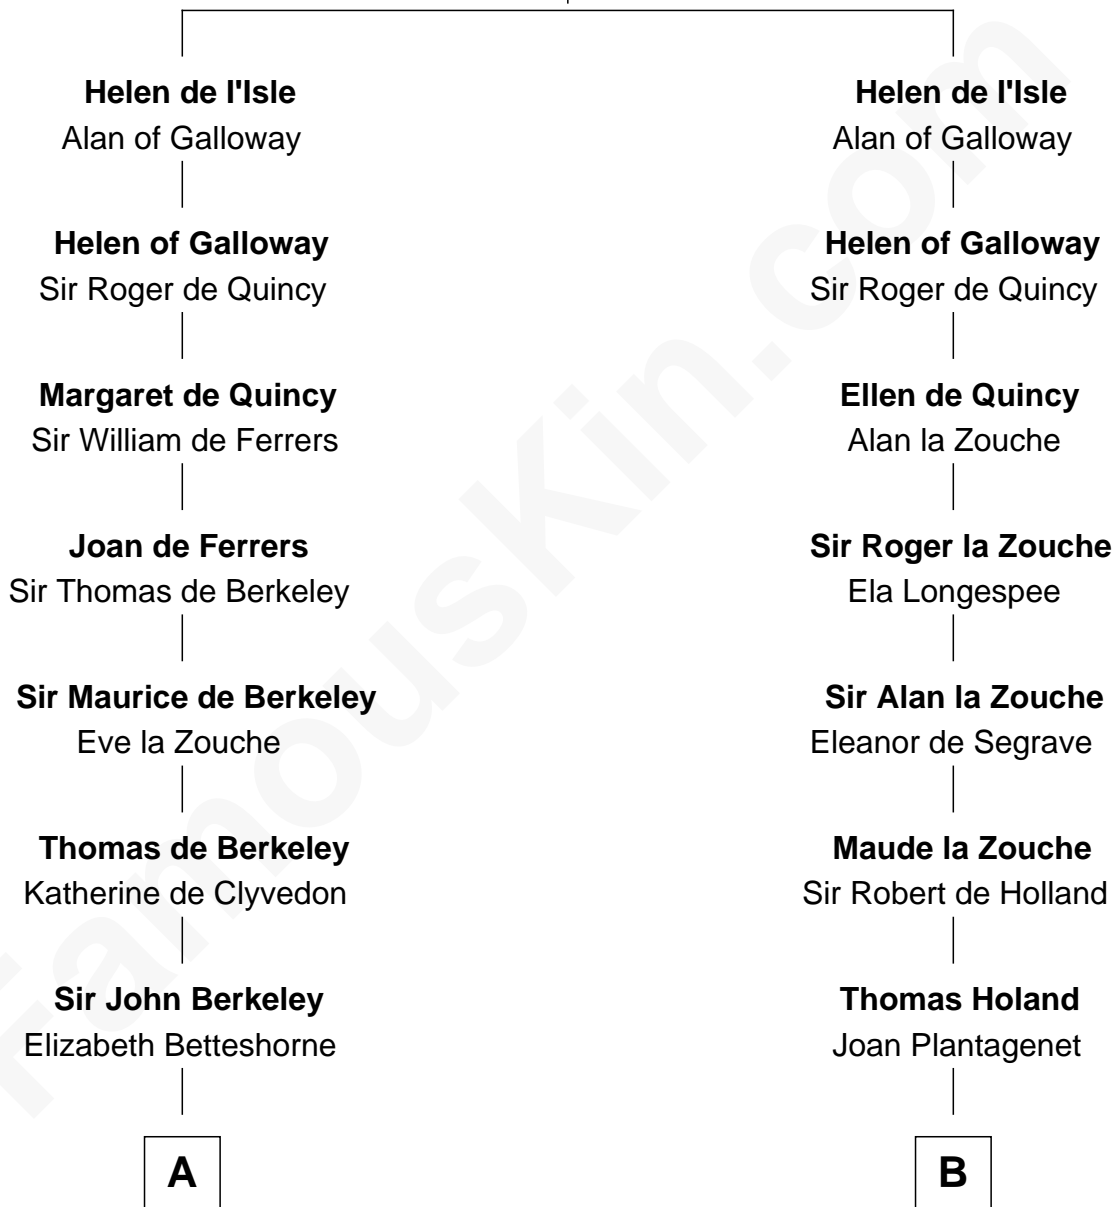 Helen de l'Isle
Alan of Galloway
Helen of Galloway
Sir Roger de Quincy
Margaret de Quincy
Sir William de Ferrers
Joan de Ferrers
Sir Thomas de Berkeley
Sir Maurice de Berkeley
Eve la Zouche
Thomas de Berkeley
Katherine de Clyvedon
Sir John Berkeley
Elizabeth Betteshorne
A
Helen de l'Isle
Alan of Galloway
Helen of Galloway
Sir Roger de Quincy
Ellen de Quincy
Alan la Zouche
Sir Roger la Zouche
Ela Longespee
Sir Alan la Zouche
Eleanor de Segrave
Maude la Zouche
Sir Robert de Holland
Thomas Holand
Joan Plantagenet
B
FamousKin.com